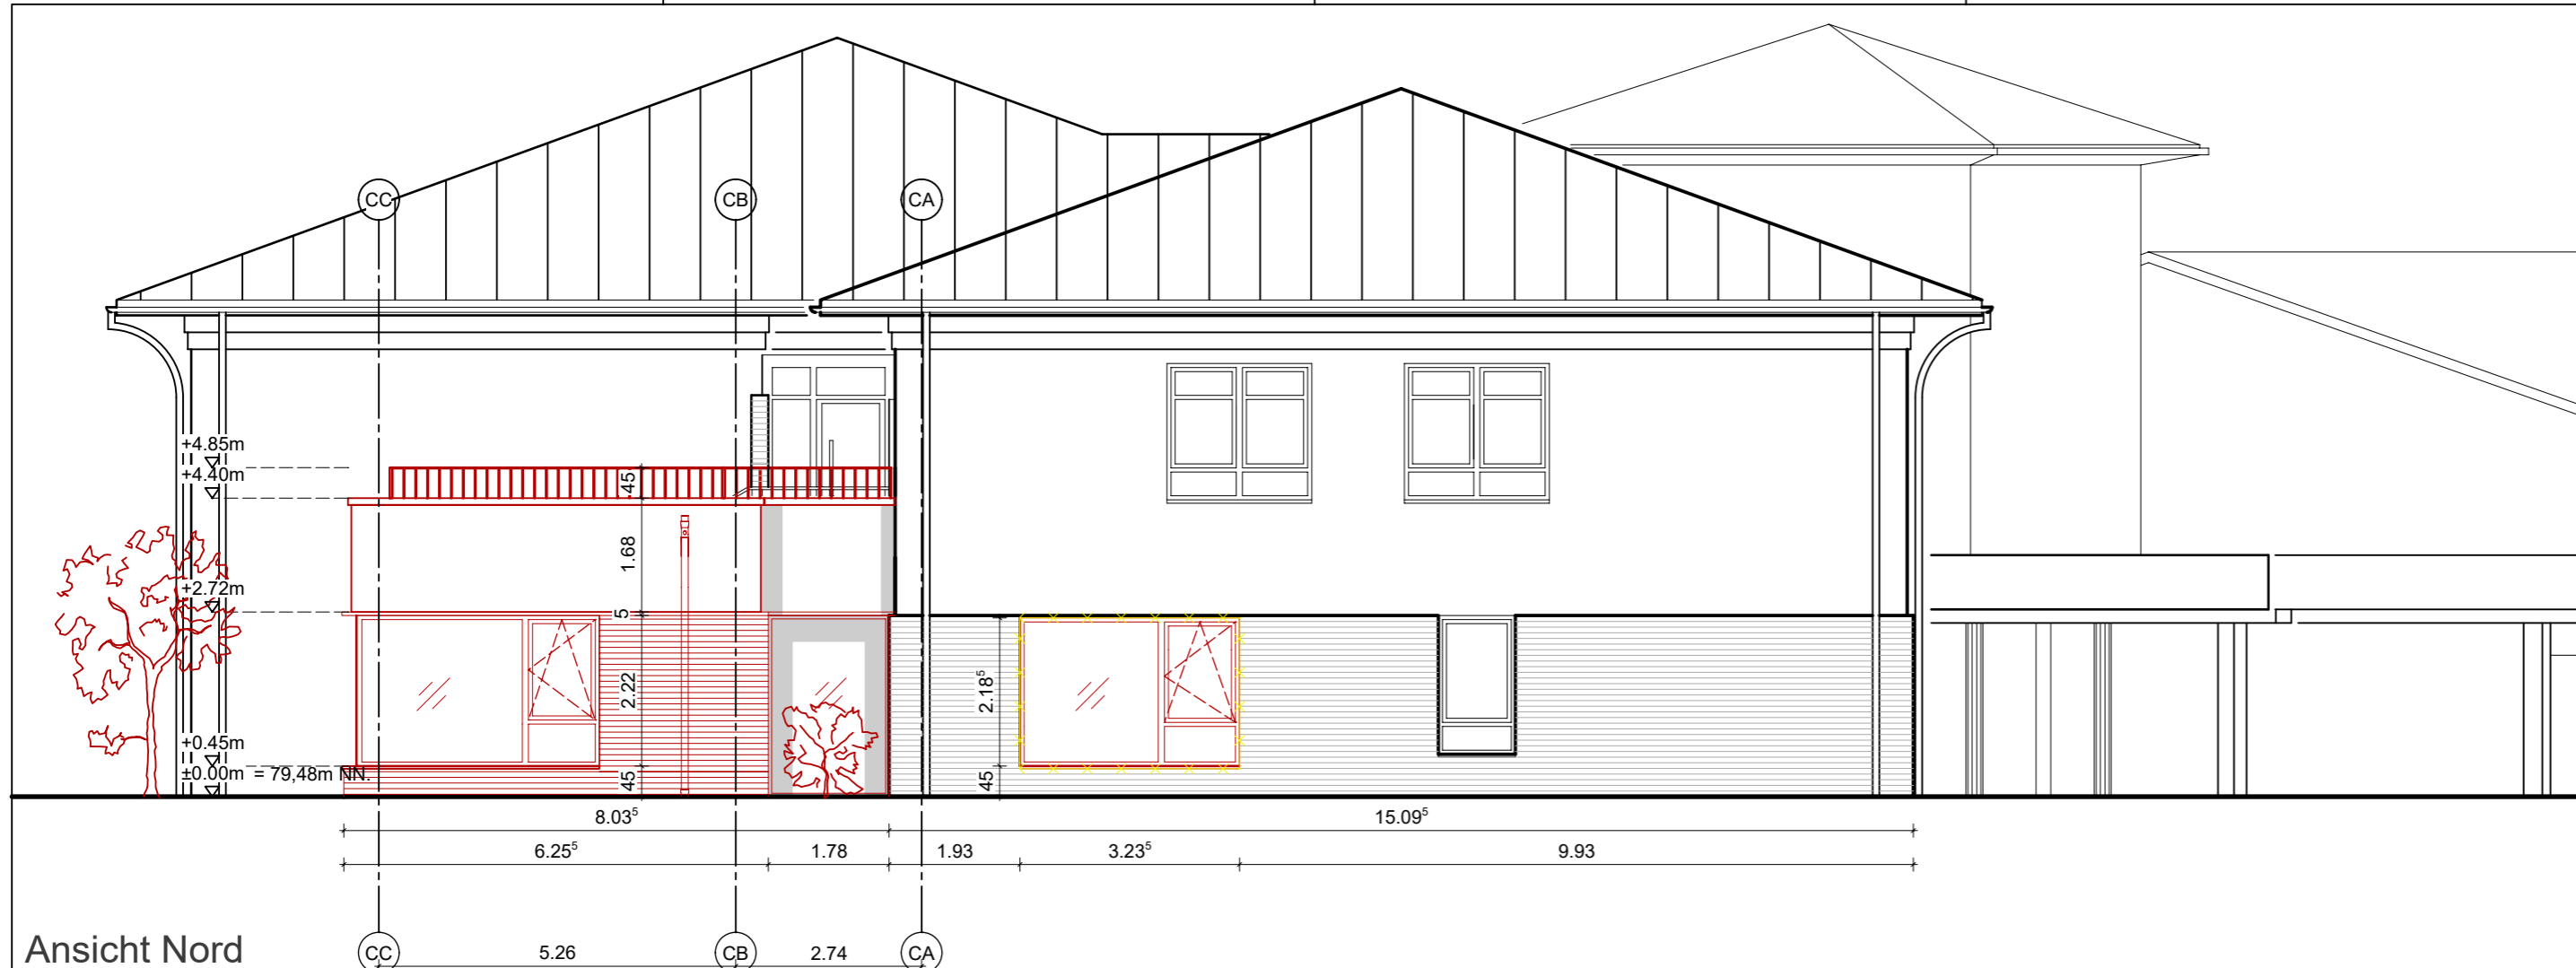 CC CB CA
+4.85m
+4.40m
45
1.68
+2.72m
5
2.22
2.18⁵
+0.45m
±0.00m = 79,48m NN.
45
45
8.03⁵ 15.09⁵
6.25⁵ 1.78 1.93 3.23⁵ 9.93
Ansicht Nord
CC 5.26 CB 2.74 CA